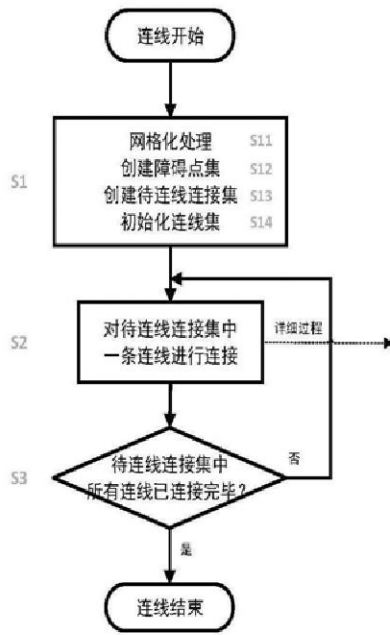 连线开始
网格化处理 S11
创建障碍点集 S12
S1
创建待连线连接集 S13
初始化连线集 S14
对待连线连接集中
详细过程
S2
一条连线进行连接
否
待连线连接集中
S3
所有连线已连接完毕？
是
连线结束